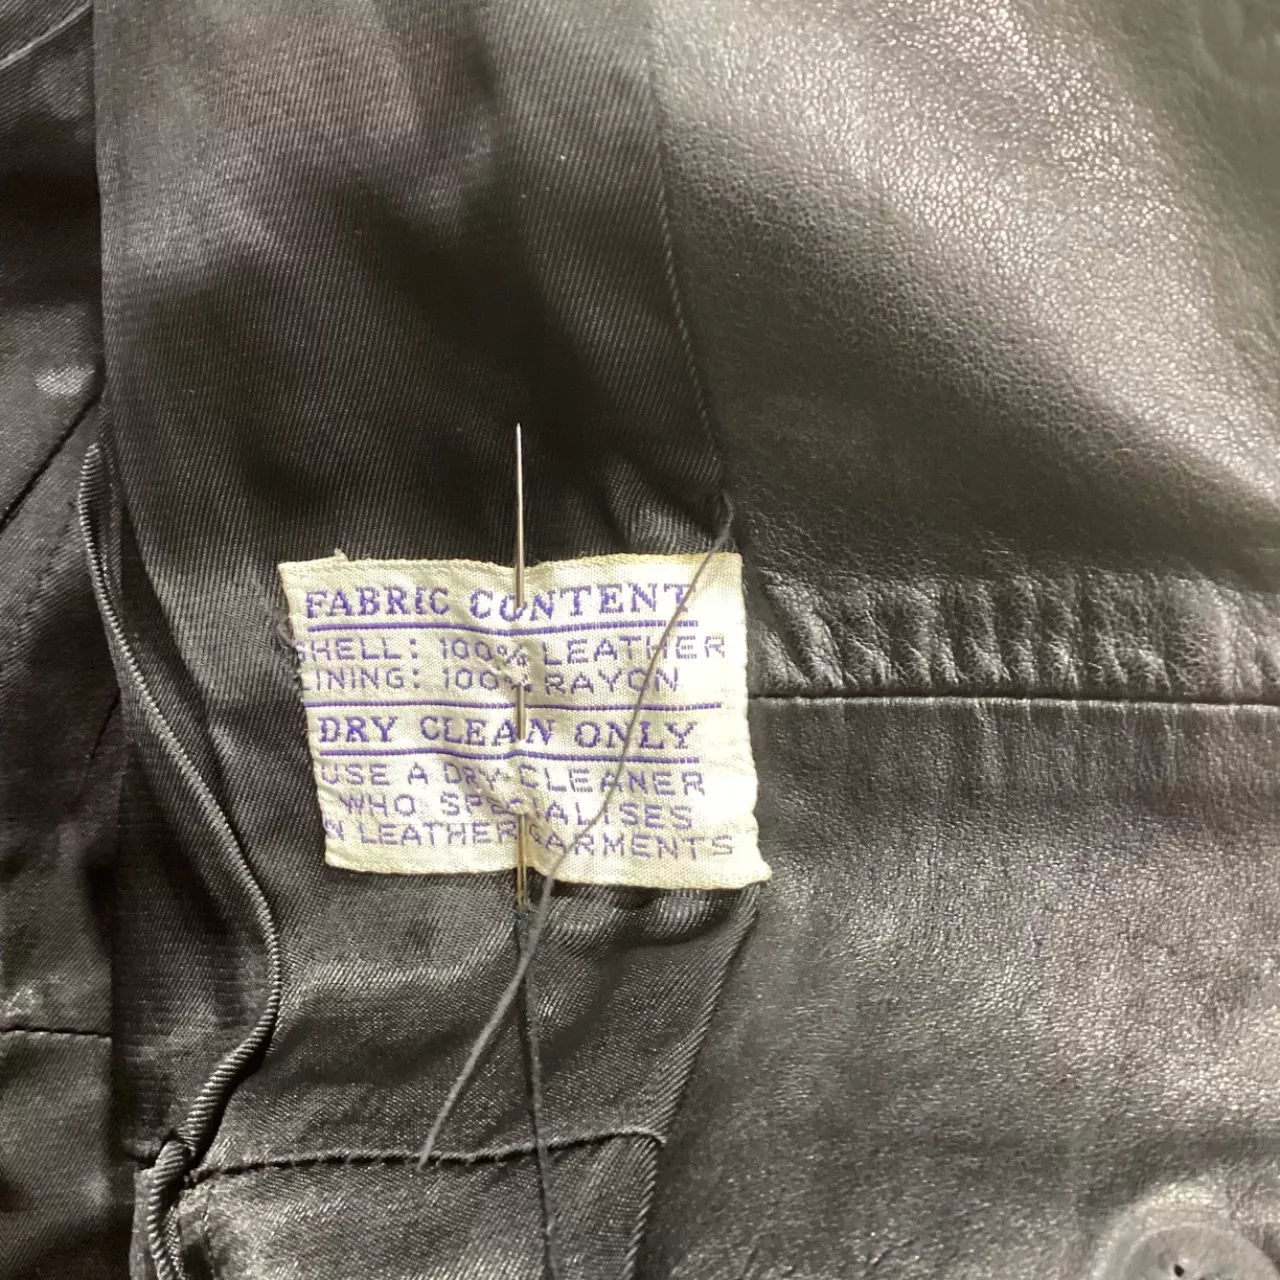 FABRIC CONTENT
SHELL: 100% LEATHER
LINING: 100% RAYON
DRY CLEAN ONLY
USE A DRY-CLEANER
WHO SPECIALISES
IN LEATHER GARMENTS